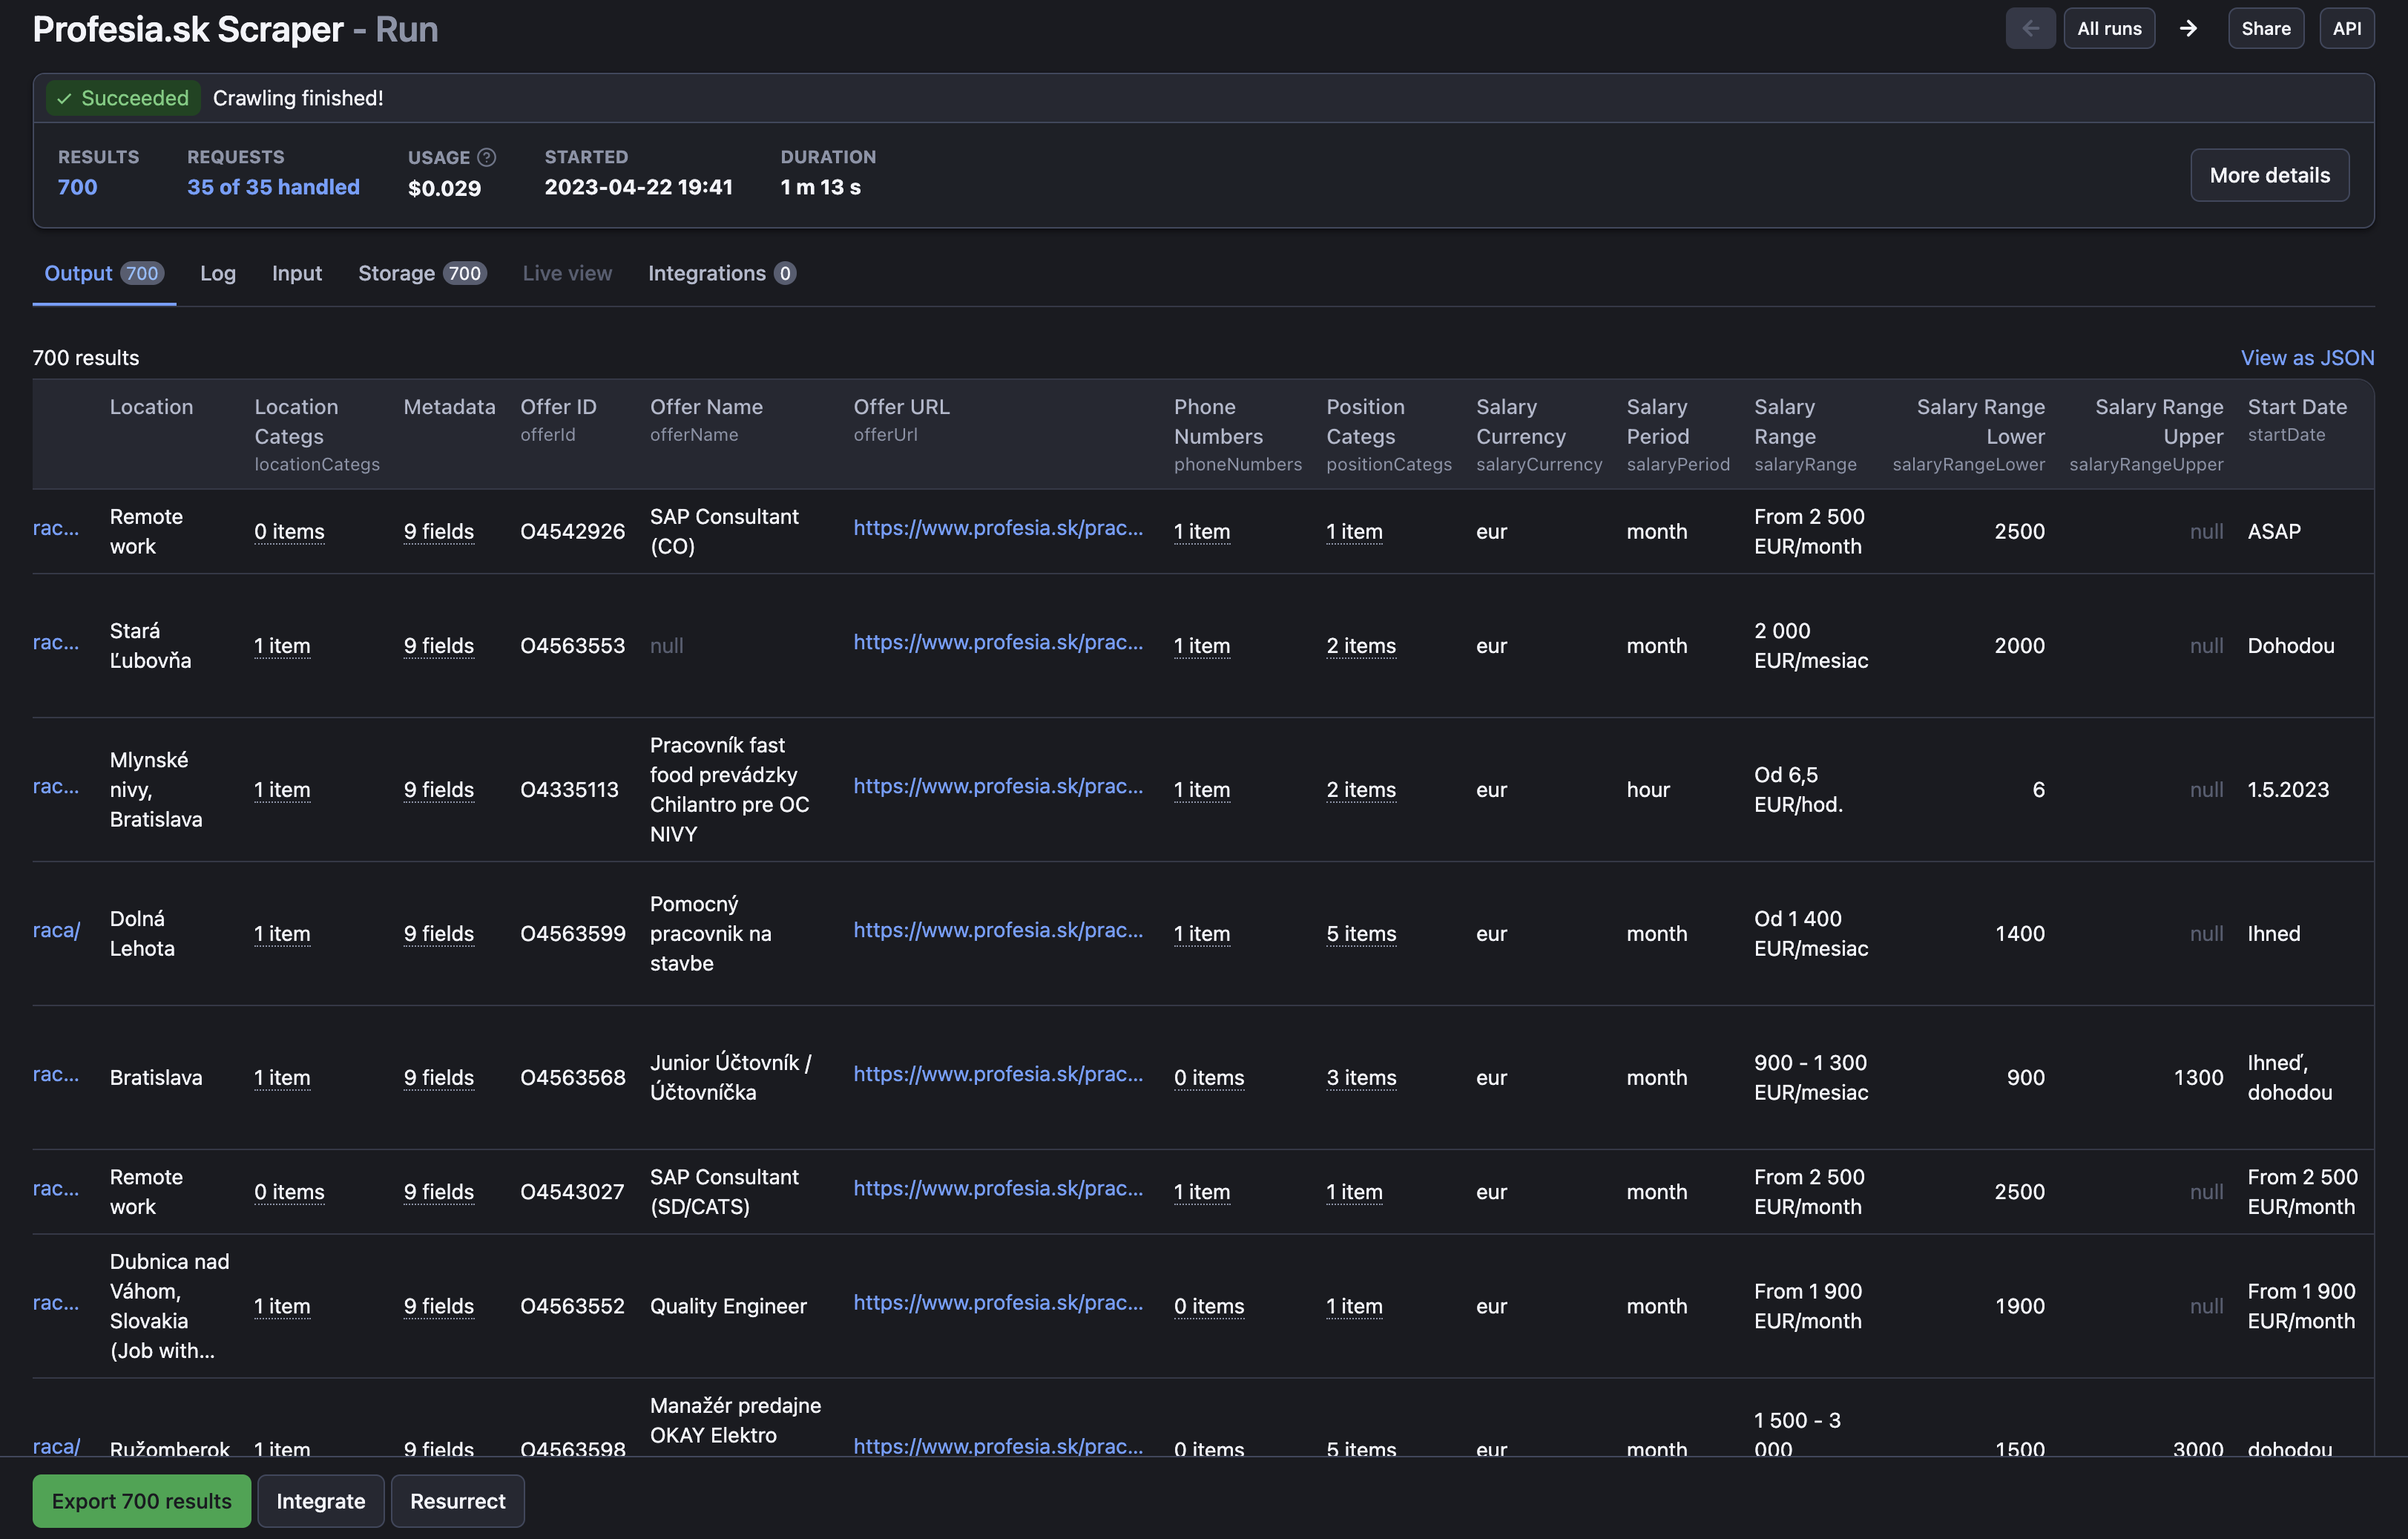 Profesia.sk Scraper - Run
All runs
Share
API
Succeeded Crawling finished!
RESULTS REQUESTS USAGE STARTED DURATION
700 35 of 35 handled $0.029 2023-04-22 19:41 1 m 13 s
More details
Output 700 Log Input Storage 700 Live view Integrations 0
700 results
View as JSON
Location
Location Categs locationCategs
Metadata
Offer ID offerId
Offer Name offerName
Offer URL offerUrl
Phone Numbers phoneNumbers
Position Categs positionCategs
Salary Currency salaryCurrency
Salary Period salaryPeriod
Salary Range salaryRange
Salary Range Lower salaryRangeLower
Salary Range Upper salaryRangeUpper
Start Date startDate
rac... Remote work 0 items 9 fields O4542926 SAP Consultant (CO) https://www.profesia.sk/prac... 1 item 1 item eur month From 2 500 EUR/month 2500 null ASAP
rac... Stará Ľubovňa 1 item 9 fields O4563553 null https://www.profesia.sk/prac... 1 item 2 items eur month 2 000 EUR/mesiac 2000 null Dohodou
rac... Mlynské nivy, Bratislava 1 item 9 fields O4335113 Pracovník fast food prevádzky Chilantro pre OC NIVY https://www.profesia.sk/prac... 1 item 2 items eur hour Od 6,5 EUR/hod. 6 null 1.5.2023
raca/ Dolná Lehota 1 item 9 fields O4563599 Pomocný pracovnik na stavbe https://www.profesia.sk/prac... 1 item 5 items eur month Od 1 400 EUR/mesiac 1400 null Ihned
rac... Bratislava 1 item 9 fields O4563568 Junior Účtovník / Účtovníčka https://www.profesia.sk/prac... 0 items 3 items eur month 900 - 1 300 EUR/mesiac 900 1300 Ihneď, dohodou
rac... Remote work 0 items 9 fields O4543027 SAP Consultant (SD/CATS) https://www.profesia.sk/prac... 1 item 1 item eur month From 2 500 EUR/month 2500 null From 2 500 EUR/month
rac... Dubnica nad Váhom, Slovakia (Job with... 1 item 9 fields O4563552 Quality Engineer https://www.profesia.sk/prac... 0 items 1 item eur month From 1 900 EUR/month 1900 null From 1 900 EUR/month
raca/ Ružomberok 1 item 9 fields O4563598 Manažér predajne OKAY Elektro https://www.profesia.sk/prac... 0 items 5 items eur month 1 500 - 3 000 1500 3000 dohodou
Export 700 results
Integrate
Resurrect